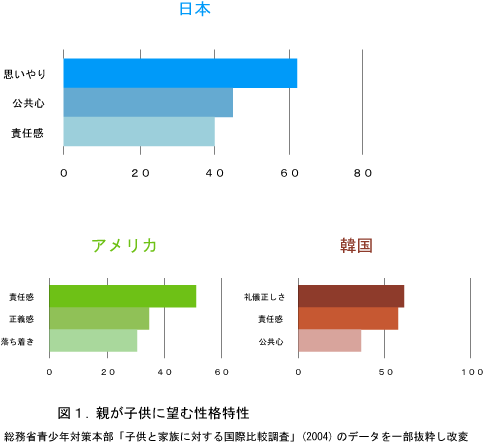 日本
思いやり
公共心
責任感
0 20 40 60 80
アメリカ
責任感
正義感
落ち着き
0 20 40 60
韓国
礼儀正しさ
責任感
公共心
0 50 100
図1. 親が子供に望む性格特性
総務省青少年対策本部「子供と家族に対する国際比較調査」(2004) のデータを一部抜粋し改変